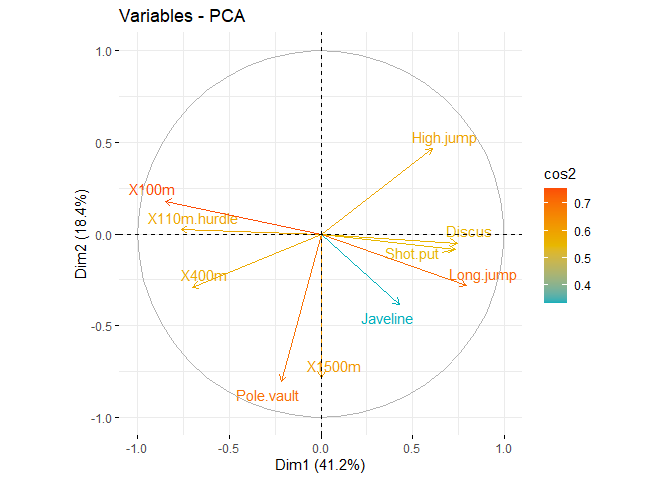 Variables - PCA
1.0
0.5
0.0
-0.5
-1.0
Dim2 (18.4%)
High.jump
X100m
X110m.hurdle
Discus
Shot.put
X400m
Long.jump
Javeline
X1500m
Pole.vault
-1.0
-0.5
0.0
0.5
1.0
Dim1 (41.2%)
cos2
0.7
0.6
0.5
0.4